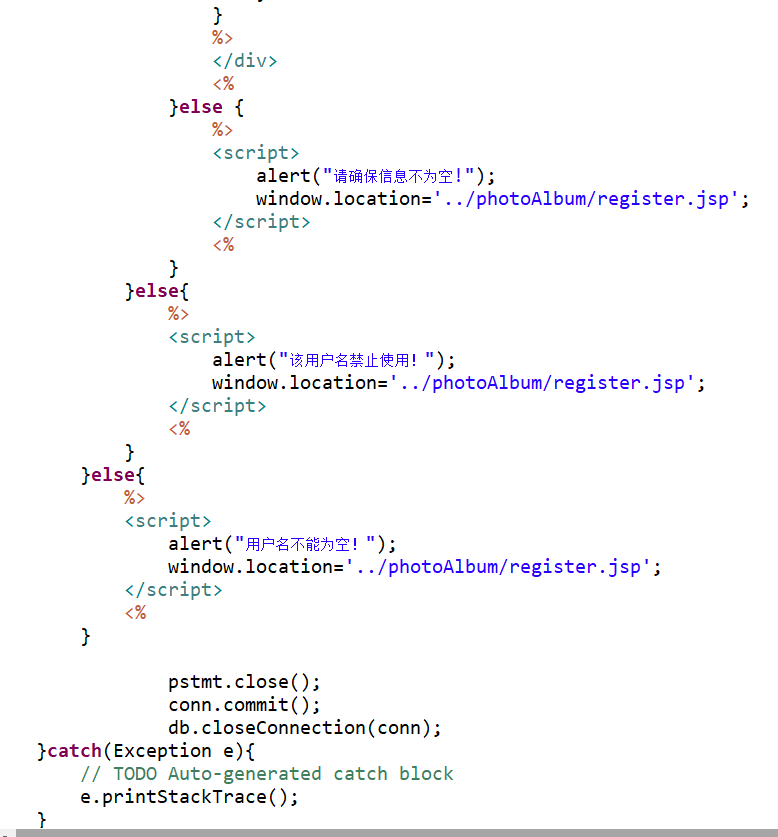 }
%>
</div>
<%
}else {
%>
<script>
alert("请确保信息不为空!");
window.location='../photoAlbum/register.jsp';
</script>
<%
}
}else{
%>
<script>
alert("该用户名禁止使用！");
window.location='../photoAlbum/register.jsp';
</script>
<%
}
}else{
%>
<script>
alert("用户名不能为空！");
window.location='../photoAlbum/register.jsp';
</script>
<%
}
pstmt.close();
conn.commit();
db.closeConnection(conn);
}catch(Exception e){
// TODO Auto-generated catch block
e.printStackTrace();
}